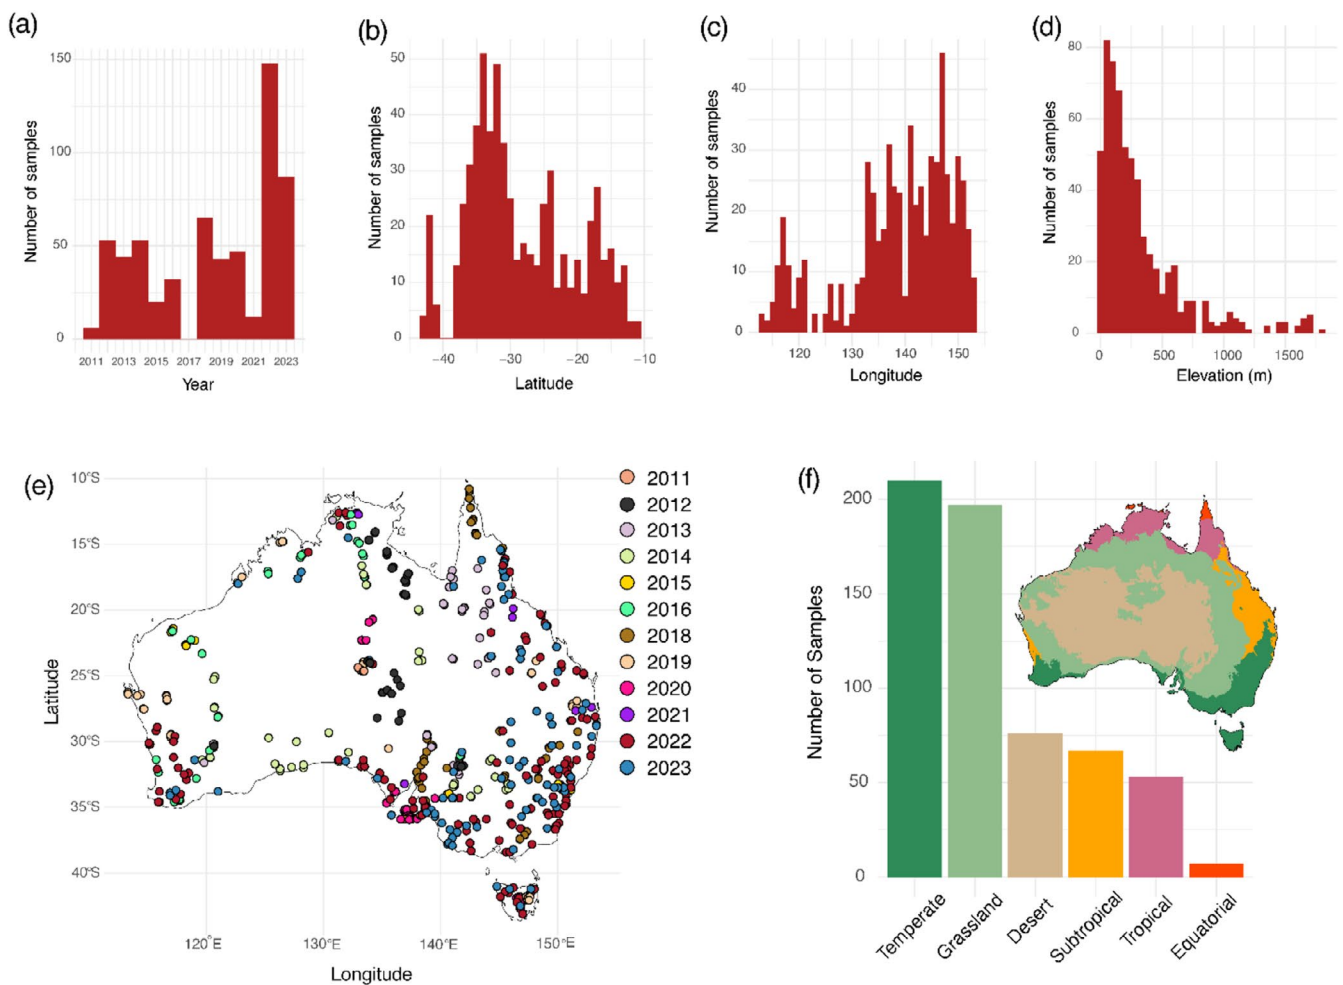 (a)
Number of samples
150
100
50
0
2011 2013 2015 2017 2019 2021 2023
Year
(b)
Number of samples
50
40
30
20
10
0
−40 −30 −20 −10
Latitude
(c)
Number of samples
40
30
20
10
0
120 130 140 150
Longitude
(d)
Number of samples
80
60
40
20
0
0 500 1000 1500
Elevation (m)
(e)
Latitude
10°S
15°S
20°S
25°S
30°S
35°S
40°S
120°E 130°E 140°E 150°E
Longitude
2011
2012
2013
2014
2015
2016
2018
2019
2020
2021
2022
2023
(f)
Number of Samples
200
150
100
50
0
Temperate
Grassland
Desert
Subtropical
Tropical
Equatorial